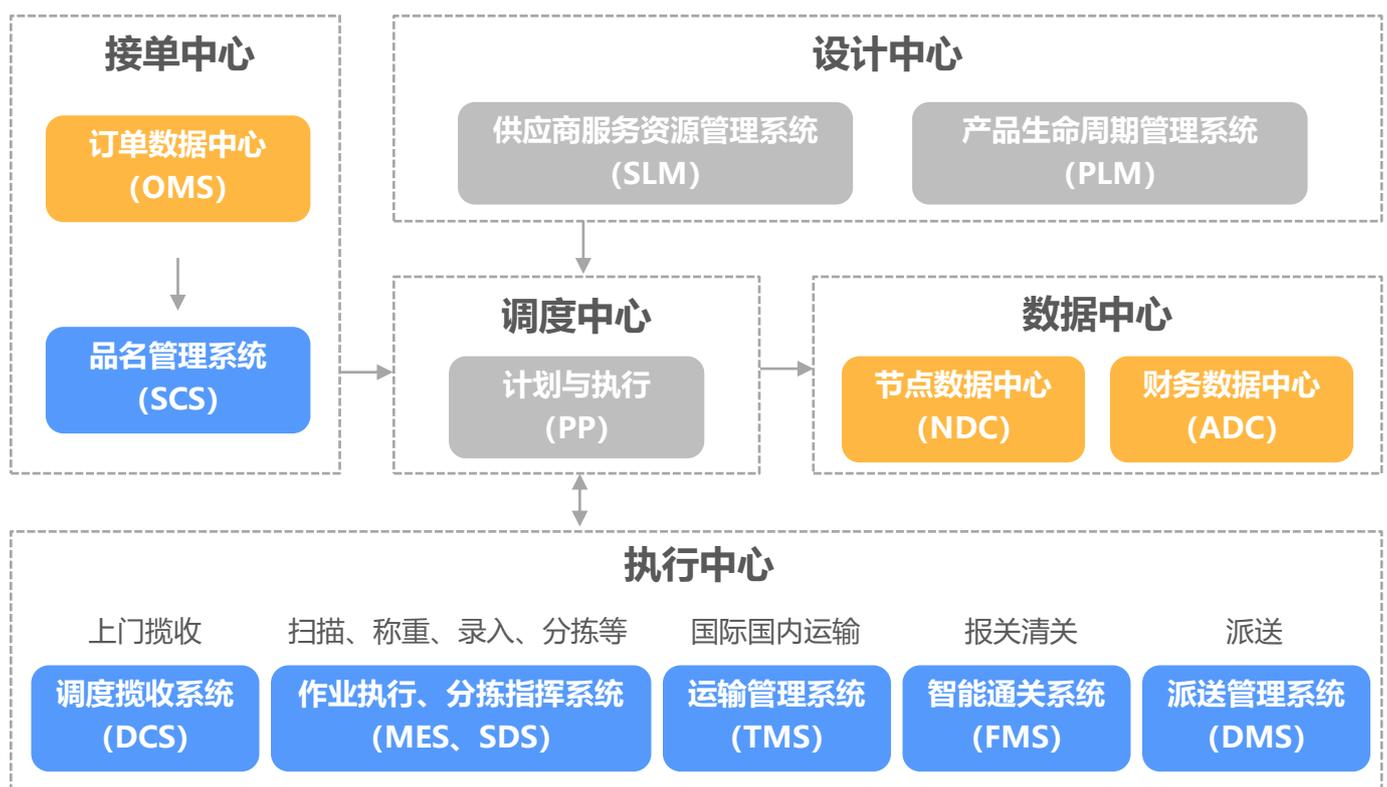 接单中心
订单数据中心
（OMS）
品名管理系统
（SCS）
设计中心
供应商服务资源管理系统
（SLM）
产品生命周期管理系统
（PLM）
调度中心
计划与执行
（PP）
数据中心
节点数据中心
（NDC）
财务数据中心
（ADC）
执行中心
上门揽收
调度揽收系统
（DCS）
扫描、称重、录入、分拣等
作业执行、分拣指挥系统
（MES、SDS）
国际国内运输
运输管理系统
（TMS）
报关清关
智能通关系统
（FMS）
派送
派送管理系统
（DMS）